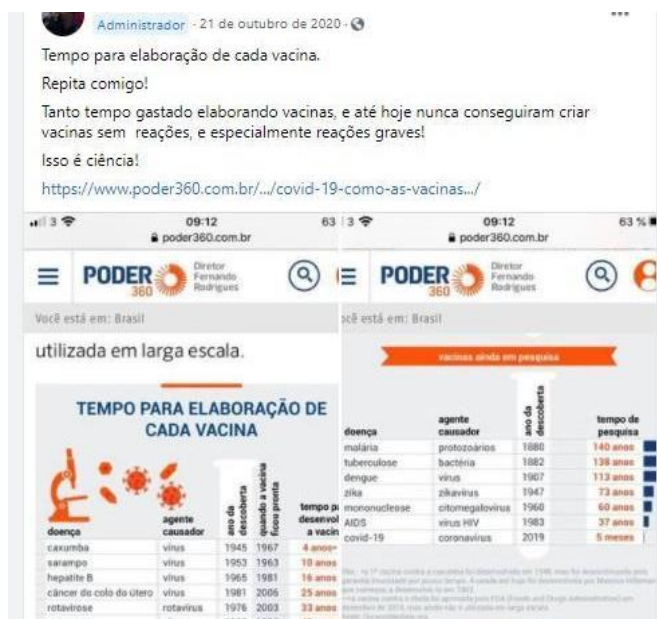 Administrador · 21 de outubro de 2020 ·
Tempo para elaboração de cada vacina.
Repita comigo!
Tanto tempo gastado elaborando vacinas, e até hoje nunca conseguiram criar
vacinas sem reações, e especialmente reações graves!
Isso é ciência!
https://www.poder360.com.br/.../covid-19-como-as-vacinas.../
3 09:12 63
poder360.com.br
PODER 360
Diretor
Fernando
Rodrigues
Você está em: Brasil
utilizada em larga escala.
TEMPO PARA ELABORAÇÃO DE
CADA VACINA
doença agente causador ano da descoberta quando a vacina ficou pronta tempo pa desenvol a vacin
caxumba vírus 1945 1967 4 anos*
sarampo vírus 1953 1963 10 anos
hepatite B vírus 1965 1981 16 anos
câncer do colo do útero vírus 1981 2006 25 anos
rotavirose rotavírus 1976 2003 33 anos
3 09:12 63 %
poder360.com.br
PODER 360
Diretor
Fernando
Rodrigues
ocê está em: Brasil
vacinas ainda em pesquisa
doença agente causador ano da descoberta tempo de pesquisa
malária protozoários 1880 140 anos
tuberculose bactéria 1882 138 anos
dengue vírus 1907 113 anos
zika zikavírus 1947 73 anos
mononucleose citomegalovírus 1960 60 anos
AIDS vírus HIV 1983 37 anos
covid-19 coronavírus 2019 5 meses